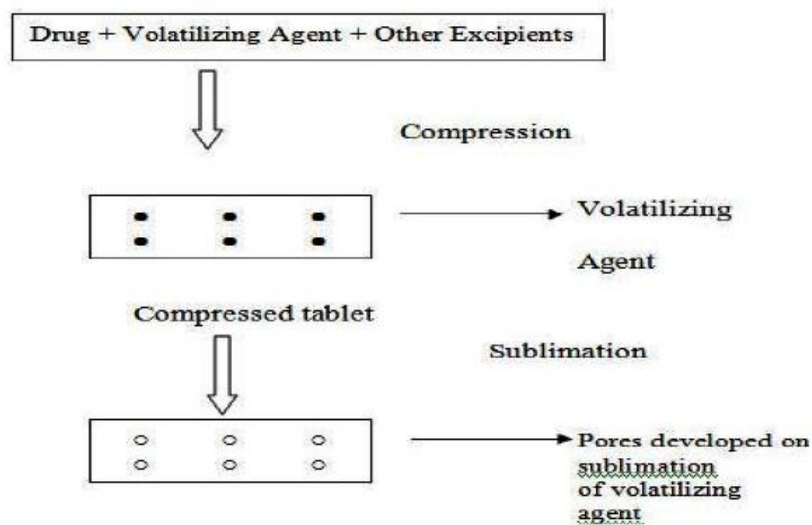 Drug + Volatilizing Agent + Other Excipients
Compression
Volatilizing
Agent
Compressed tablet
Sublimation
Pores developed on
sublimation
of volatilizing
agent